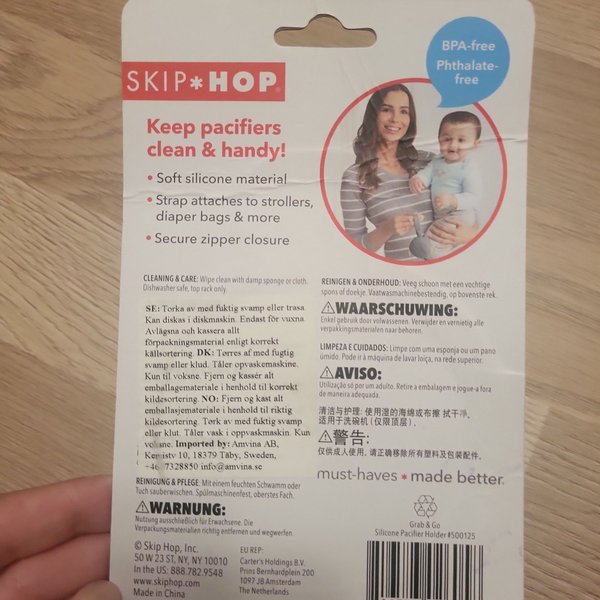 BPA-free
Phthalate-
free
SKIP*HOP®
Keep pacifiers
clean & handy!
• Soft silicone material
• Strap attaches to strollers,
diaper bags & more
• Secure zipper closure
CLEANING & CARE: Wipe clean with damp sponge or cloth.
Dishwasher safe, top rack only.
SE: Torka av med fuktig svamp eller trasa.
Kan diskas i diskmaskin. Endast för vuxna.
Avlägsna och kassera allt
förpackningsmaterial enligt korrekt
källsortering. DK: Tørres af med fugtig
svamp eller klud. Tåler opvaskemaskine.
Kun til voksne. Fjern og kassér alt
emballagemateriale i henhold til korrekt
kildesortering. NO: Fjern og kast alt
emballasjemateriale i henhold til riktig
kildesortering. Tørk av med fuktig svamp
eller klut. Tåler vask i oppvaskmaskin. Kun
voksne. Imported by: Amvina AB,
Kemistv 10, 18379 Täby, Sweden,
7328850 info@amvina.se
REINIGUNG & PFLEGE: Mit einem feuchten Schwamm oder
Tuch sauberwischen. Spülmaschinenfest, oberstes Fach.
⚠WARNUNG:
Nutzung ausschließlich für Erwachsene. Die
Verpackungsmaterialien richtig entfernen und wegwerfen
REINIGEN & ONDERHOUD: Veeg schoon met een vochtige
spons of doekje. Vaatwasmachinebestendig, op bovenste rek.
⚠WAARSCHUWING:
Enkel gebruik door volwassenen. Verwijder en vernietig alle
verpakkingsmaterialen naar behoren.
LIMPEZA E CUIDADOS: Limpe com uma esponja ou um pano
úmido. Pode ir à máquina de lavar loiça, na rede superior.
⚠AVISO:
Utilização só por um adulto. Retire a embalagem e jogue-a fora
de maneira adequada.
清洁与护理: 使用湿的海绵或布擦 拭干净,
适用于洗碗机 (仅限顶层).
⚠警告:
仅供成人使用, 请正确移除所有塑料及包装配件.
must-haves * made better
Grab & Go
Silicone Pacifier Holder #500125
© Skip Hop, Inc.
50 W 23 ST, NY, NY 10010
In the US: 888.782.9548
www.skiphop.com
Made in China
EU REP:
Carter's Holdings B.V.
Prins Bernhardplein 200
1097 JB Amsterdam
The Netherlands